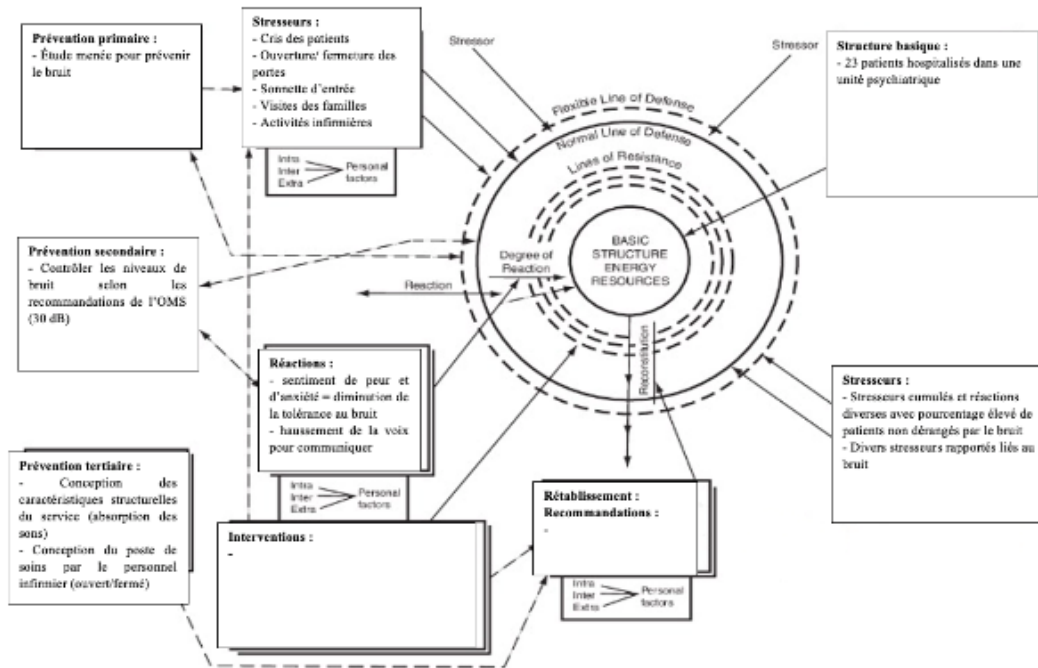 Prévention primaire :
- Étude menée pour prévenir
le bruit
Stresseurs :
- Cris des patients
- Ouverture/ fermeture des
portes
- Sonnette d'entrée
- Visites des familles
- Activités infirmières
Intra
Inter
Extra
Personal
factors
Stressor
Stressor
Structure basique :
- 23 patients hospitalisés dans une
unité psychiatrique
Flexible Line of Defense
Normal Line of Defense
Lines of Resistance
BASIC
STRUCTURE
ENERGY
RESOURCES
Degree of
Reaction
Reaction
Reconstitution
Prévention secondaire :
- Contrôler les niveaux de
bruit selon les
recommandations de l'OMS
(30 dB)
Réactions :
- sentiment de peur et
d'anxiété = diminution de
la tolérance au bruit
- haussement de la voix
pour communiquer
Intra
Inter
Extra
Personal
factors
Stresseurs :
- Stresseurs cumulés et réactions
diverses avec pourcentage élevé de
patients non dérangés par le bruit
- Divers stresseurs rapportés liés au
bruit
Prévention tertiaire :
- Conception des
caractéristiques structurelles
du service (absorption des
sons)
- Conception du poste de
soins par le personnel
infirmier (ouvert/fermé)
Interventions :
-
Rétablissement :
Recommandations :
-
Intra
Inter
Extra
Personal
factors